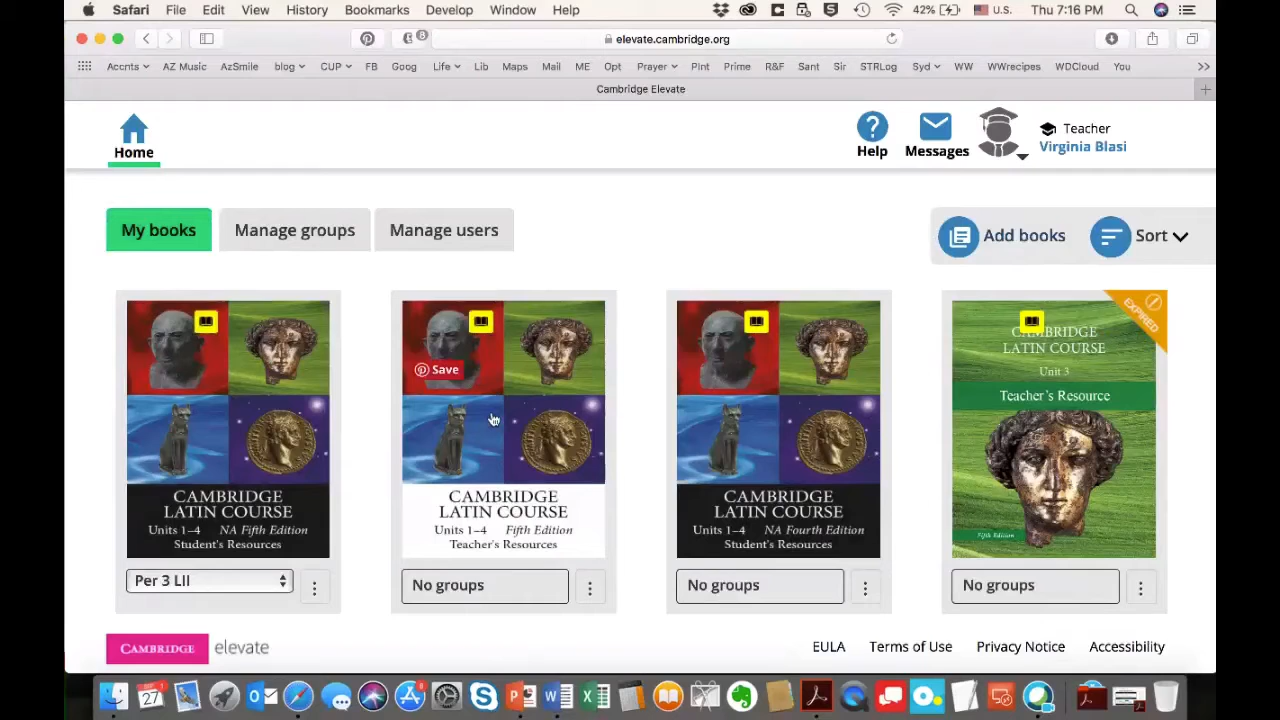 Safari File Edit View History Bookmarks Develop Window Help 42% U.S. Thu 7:16 PM
8 elevate.cambridge.org
Accnts AZ Music AZSmile blog CUP FB Goog Life Lib Maps Mail ME Opt Prayer PInt Prime R&F Sant Sir STRLog Syd WW WWrecipes WDCloud You >>
Cambridge Elevate +
Home
? Help
Messages
Teacher
Virginia Blasi
My books Manage groups Manage users
Add books Sort
CAMBRIDGE
LATIN COURSE
Units 1–4 NA Fifth Edition
Student's Resources
Per 3 LII
Save
CAMBRIDGE
LATIN COURSE
Units 1–4 Fifth Edition
Teacher's Resources
No groups
CAMBRIDGE
LATIN COURSE
Units 1–4 NA Fourth Edition
Student's Resources
No groups
EXPIRED
CAMBRIDGE
LATIN COURSE
Unit 3
Teacher's Resource
Fifth Edition
No groups
CAMBRIDGE elevate
EULA Terms of Use Privacy Notice Accessibility
27